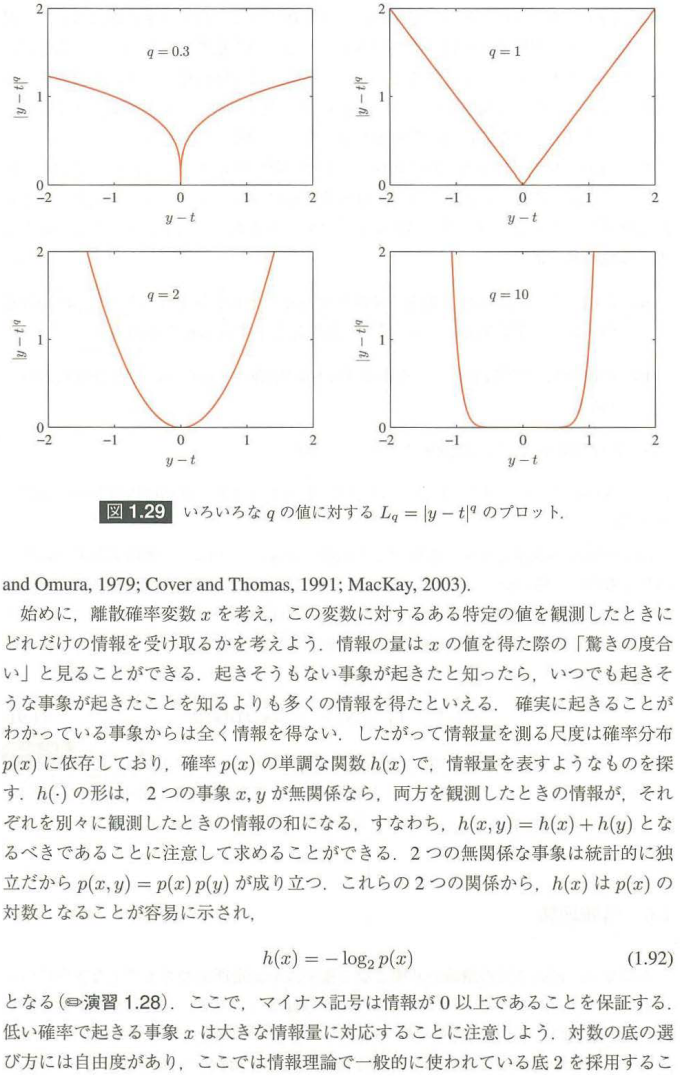 2
1
0
|y − t|^q
q = 0.3
−2 −1 0 1 2
y − t
2
1
0
|y − t|^q
q = 1
−2 −1 0 1 2
y − t
2
1
0
|y − t|^q
q = 2
−2 −1 0 1 2
y − t
2
1
0
|y − t|^q
q = 10
−2 −1 0 1 2
y − t
図 1.29 いろいろな q の値に対する L_q = |y − t|^q のプロット.
and Omura, 1979; Cover and Thomas, 1991; MacKay, 2003).
始めに，離散確率変数 x を考え，この変数に対するある特定の値を観測したときに
どれだけの情報を受け取るかを考えよう．情報の量は x の値を得た際の「驚きの度合
い」と見ることができる．起きそうもない事象が起きたと知ったら，いつでも起きそ
うな事象が起きたことを知るよりも多くの情報を得たといえる．確実に起きることが
わかっている事象からは全く情報を得ない．したがって情報量を測る尺度は確率分布
p(x) に依存しており，確率 p(x) の単調な関数 h(x) で，情報量を表すようなものを探
す．h(·) の形は，2 つの事象 x, y が無関係なら，両方を観測したときの情報が，それ
ぞれを別々に観測したときの情報の和になる，すなわち，h(x, y) = h(x) + h(y) とな
るべきであることに注意して求めることができる．2 つの無関係な事象は統計的に独
立だから p(x, y) = p(x) p(y) が成り立つ．これらの 2 つの関係から，h(x) は p(x) の
対数となることが容易に示され，
h(x) = − log₂ p(x) (1.92)
となる (✏演習 1.28)．ここで，マイナス記号は情報が 0 以上であることを保証する．
低い確率で起きる事象 x は大きな情報量に対応することに注意しよう．対数の底の選
び方には自由度があり，ここでは情報理論で一般的に使われている底 2 を採用するこ